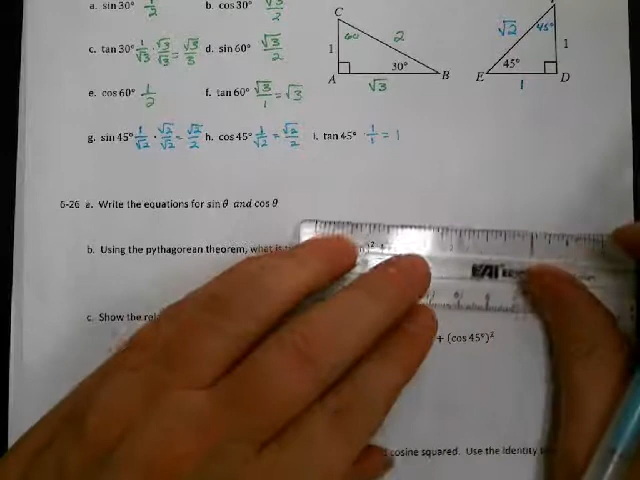 a. sin 30° 1/2 b. cos 30° √3/2
C
60 2 √2 45°
c. tan 30° 1/√3 · √3/√3 = √3/3 d. sin 60° √3/2 1 1
30° 45°
A B E D
√3 1
e. cos 60° 1/2 f. tan 60° √3/1 = √3
g. sin 45° 1/√2 · √2/√2 = √2/2 h. cos 45° 1/√2 = √2/2 i. tan 45° 1/1 = 1
6-26 a. Write the equations for sin θ and cos θ
b. Using the pythagorean theorem, what is
c. Show the
+ (cos 45°)²
cosine squared. Use the identity